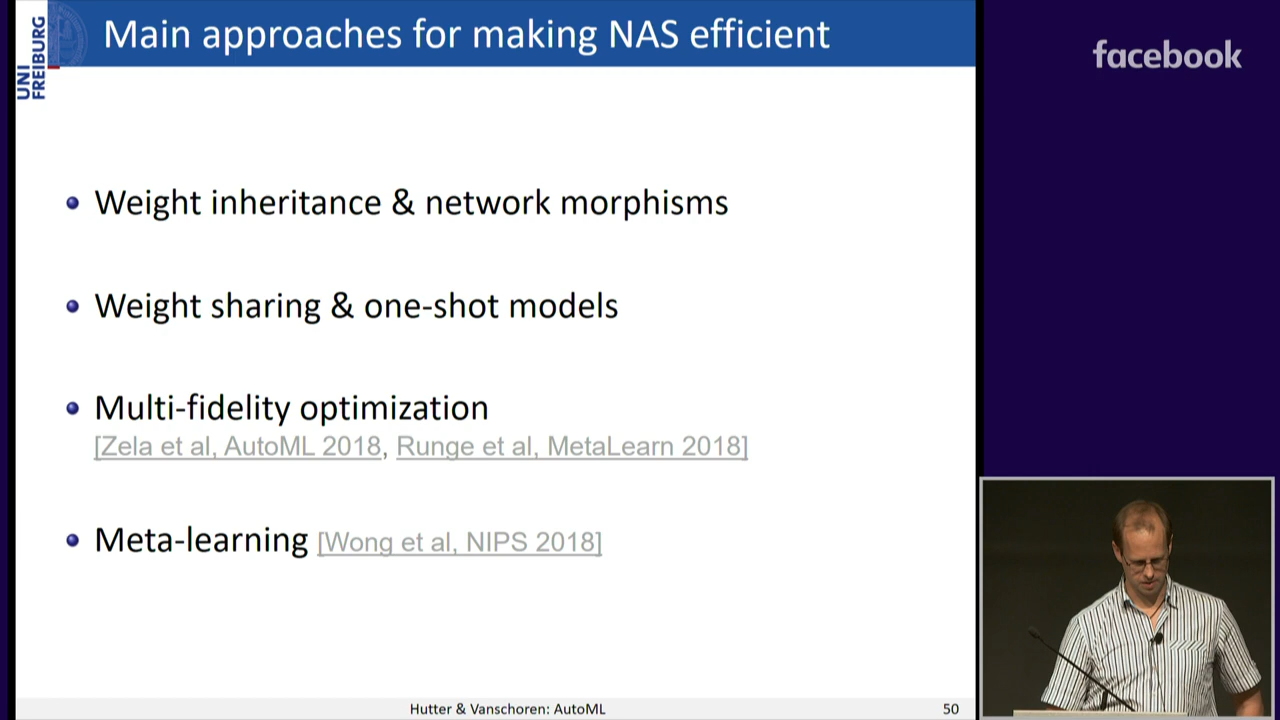 Main approaches for making NAS efficient
UNI
FREIBURG
facebook
Weight inheritance & network morphisms
Weight sharing & one-shot models
Multi-fidelity optimization
[Zela et al, AutoML 2018, Runge et al, MetaLearn 2018]
Meta-learning [Wong et al, NIPS 2018]
Hutter & Vanschoren: AutoML
50